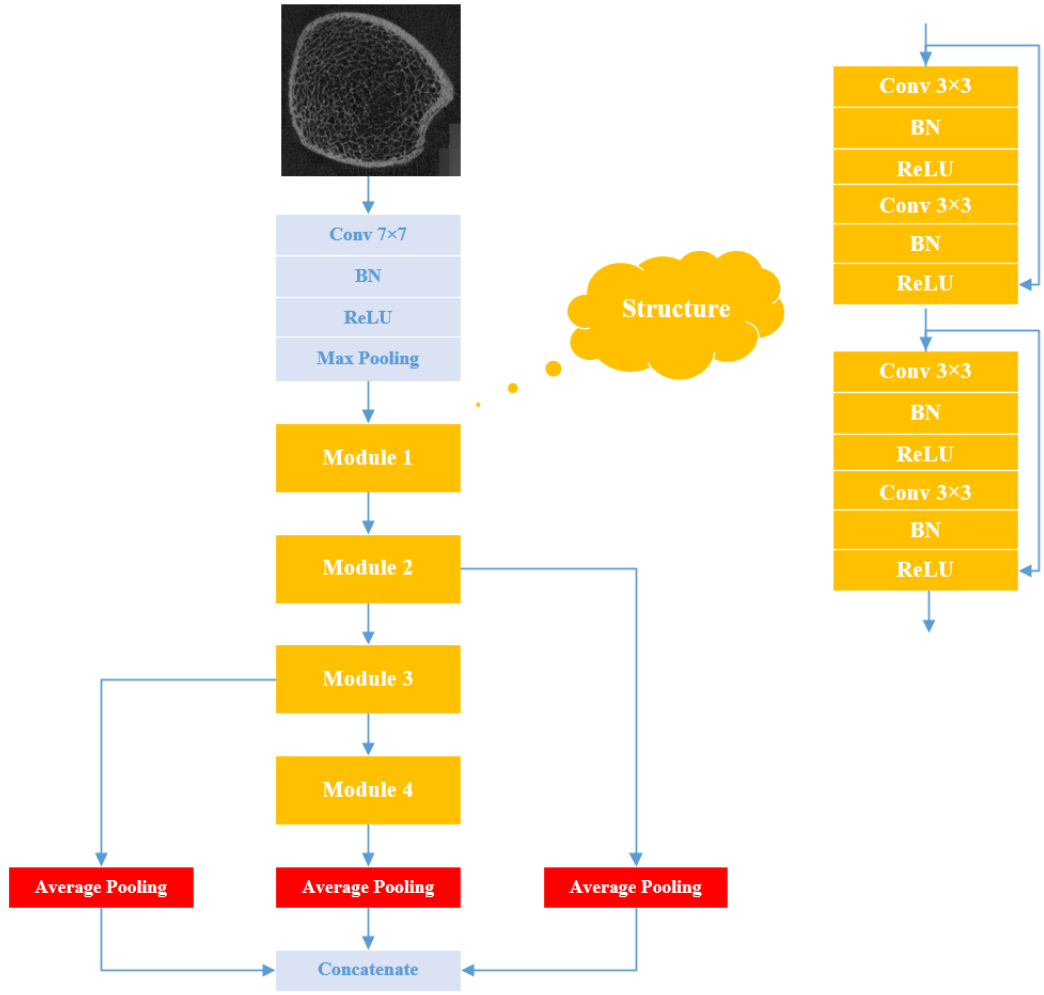 Conv 7×7
BN
ReLU
Max Pooling
Module 1
Module 2
Module 3
Module 4
Average Pooling
Average Pooling
Average Pooling
Concatenate
Structure
Conv 3×3
BN
ReLU
Conv 3×3
BN
ReLU
Conv 3×3
BN
ReLU
Conv 3×3
BN
ReLU